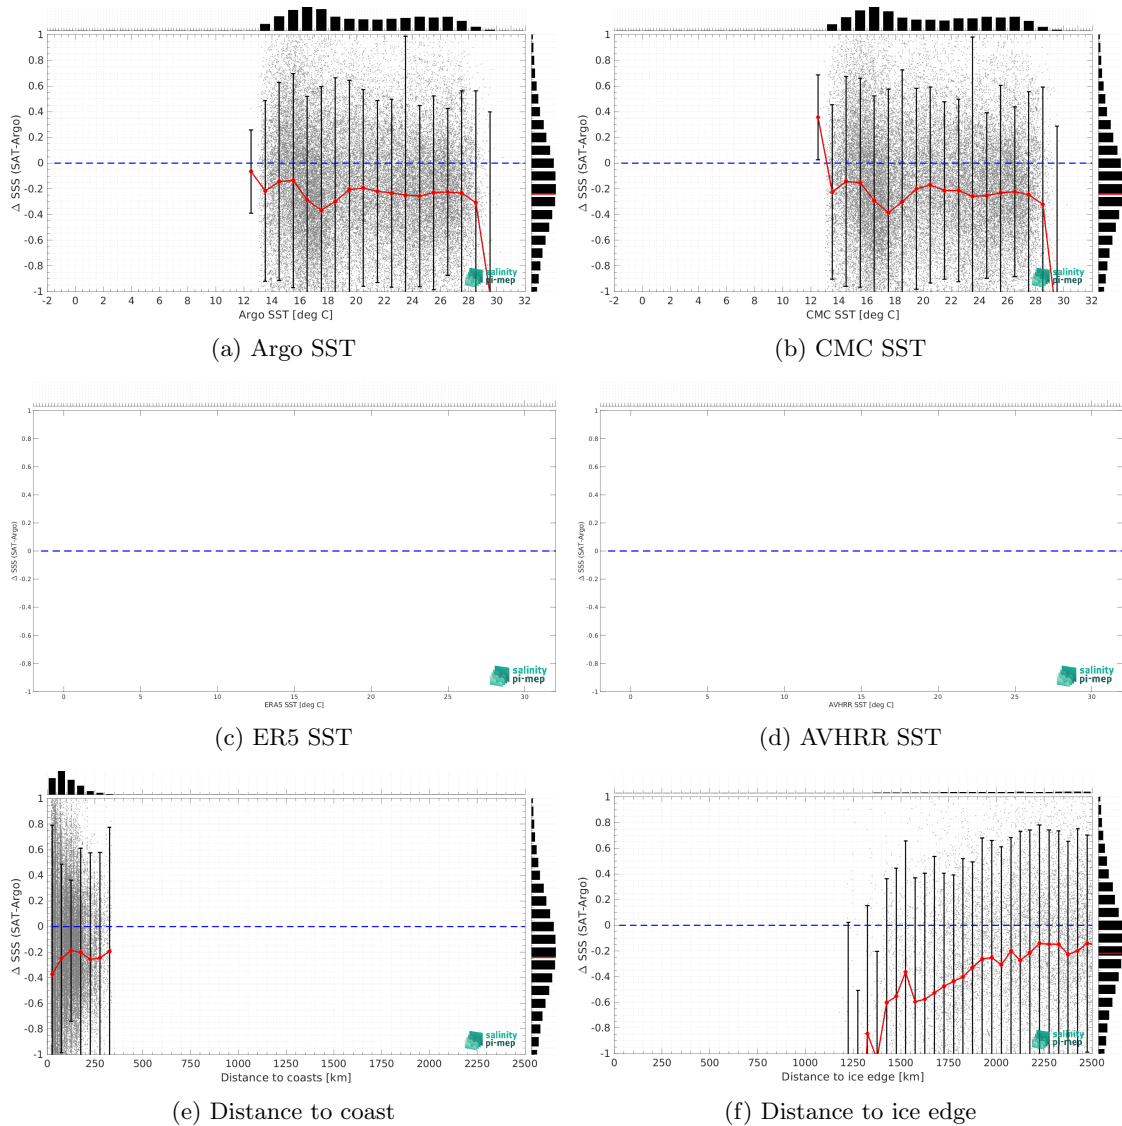 1
0.8
0.6
0.4
0.2
0
-0.2
-0.4
-0.6
-0.8
-1
Δ SSS (SAT-Argo)
-2 0 2 4 6 8 10 12 14 16 18 20 22 24 26 28 30 32
Argo SST [deg C]
salinity
pi-mep
(a) Argo SST
1
0.8
0.6
0.4
0.2
0
-0.2
-0.4
-0.6
-0.8
-1
Δ SSS (SAT-Argo)
-2 0 2 4 6 8 10 12 14 16 18 20 22 24 26 28 30 32
CMC SST [deg C]
salinity
pi-mep
(b) CMC SST
1
0.8
0.6
0.4
0.2
0
-0.2
-0.4
-0.6
-0.8
-1
Δ SSS (SAT-Argo)
0 5 10 15 20 25 30
ERA5 SST [deg C]
salinity
pi-mep
(c) ER5 SST
1
0.8
0.6
0.4
0.2
0
-0.2
-0.4
-0.6
-0.8
-1
Δ SSS (SAT-Argo)
0 5 10 15 20 25 30
AVHRR SST [deg C]
salinity
pi-mep
(d) AVHRR SST
1
0.8
0.6
0.4
0.2
0
-0.2
-0.4
-0.6
-0.8
-1
Δ SSS (SAT-Argo)
0 250 500 750 1000 1250 1500 1750 2000 2250 2500
Distance to coasts [km]
salinity
pi-mep
(e) Distance to coast
1
0.8
0.6
0.4
0.2
0
-0.2
-0.4
-0.6
-0.8
-1
Δ SSS (SAT-Argo)
0 250 500 750 1000 1250 1500 1750 2000 2250 2500
Distance to ice edge [km]
salinity
pi-mep
(f) Distance to ice edge